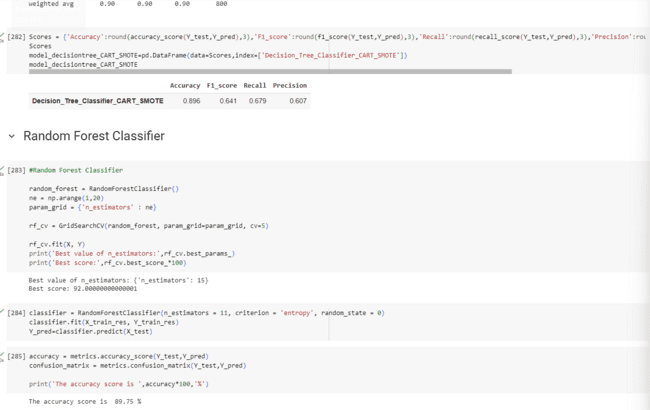 weighted avg 0.90 0.90 0.90 800
[282] Scores = {'Accuracy':round(accuracy_score(Y_test,Y_pred),3),'F1_score':round(f1_score(Y_test,Y_pred),3),'Recall':round(recall_score(Y_test,Y_pred),3),'Precision':rou
Scores
model_decisiontree_CART_SMOTE=pd.DataFrame(data=Scores,index=['Decision_Tree_Classifier_CART_SMOTE'])
model_decisiontree_CART_SMOTE
Accuracy F1_score Recall Precision
Decision_Tree_Classifier_CART_SMOTE 0.896 0.641 0.679 0.607
Random Forest Classifier
[283] #Random Forest Classifier
random_forest = RandomForestClassifier()
ne = np.arange(1,20)
param_grid = {'n_estimators' : ne}
rf_cv = GridSearchCV(random_forest, param_grid=param_grid, cv=5)
rf_cv.fit(X, Y)
print('Best value of n_estimators:',rf_cv.best_params_)
print('Best score:',rf_cv.best_score_*100)
Best value of n_estimators: {'n_estimators': 15}
Best score: 92.00000000000001
[284] classifier = RandomForestClassifier(n_estimators = 11, criterion = 'entropy', random_state = 0)
classifier.fit(X_train_res, Y_train_res)
Y_pred=classifier.predict(X_test)
[285] accuracy = metrics.accuracy_score(Y_test,Y_pred)
confusion_matrix = metrics.confusion_matrix(Y_test,Y_pred)
print('The accuracy score is ',accuracy*100,'%')
The accuracy score is 89.75 %